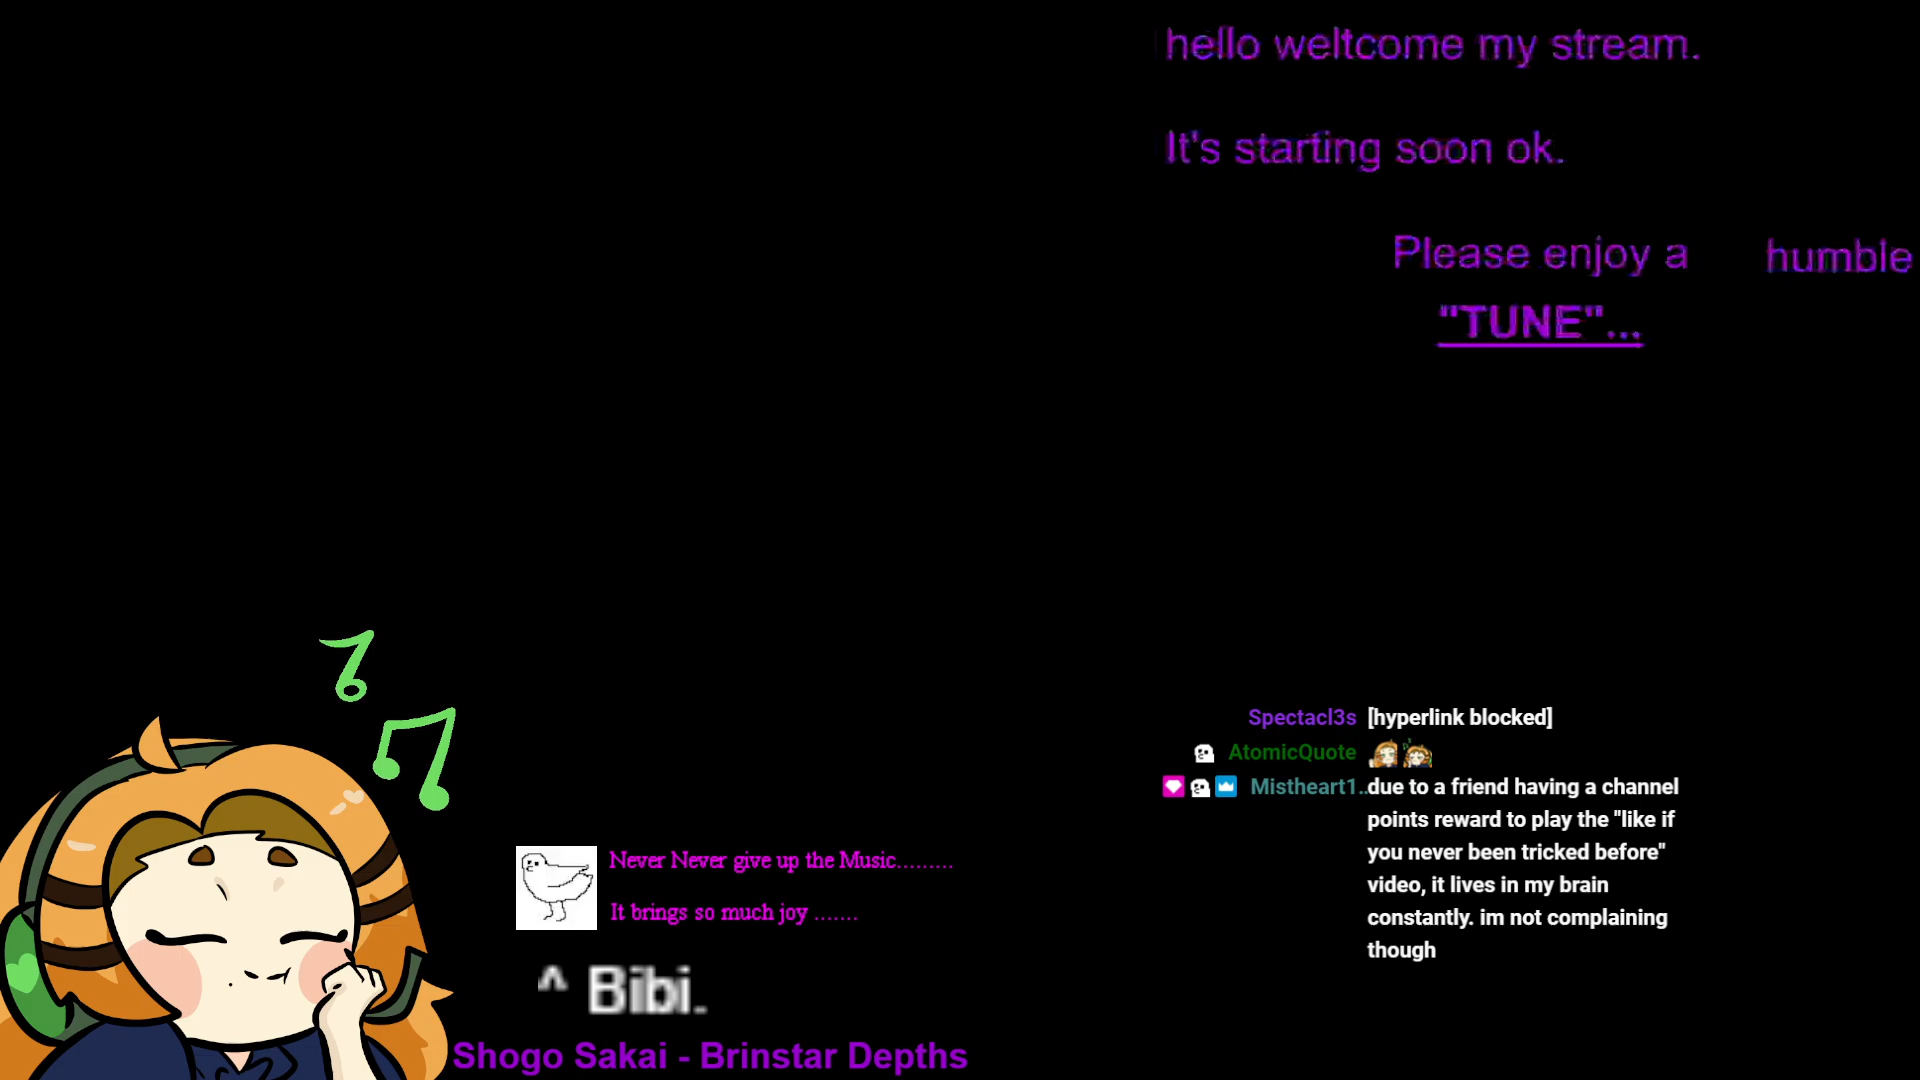 hello weltcome my stream.
It's starting soon ok.
Please enjoy a humble
"TUNE"...
Spectacl3s [hyperlink blocked]
AtomicQuote
Mistheart1.. due to a friend having a channel
points reward to play the "like if
you never been tricked before"
video, it lives in my brain
constantly. im not complaining
though
Never Never give up the Music.........
It brings so much joy .......
^ Bibi.
Shogo Sakai - Brinstar Depths